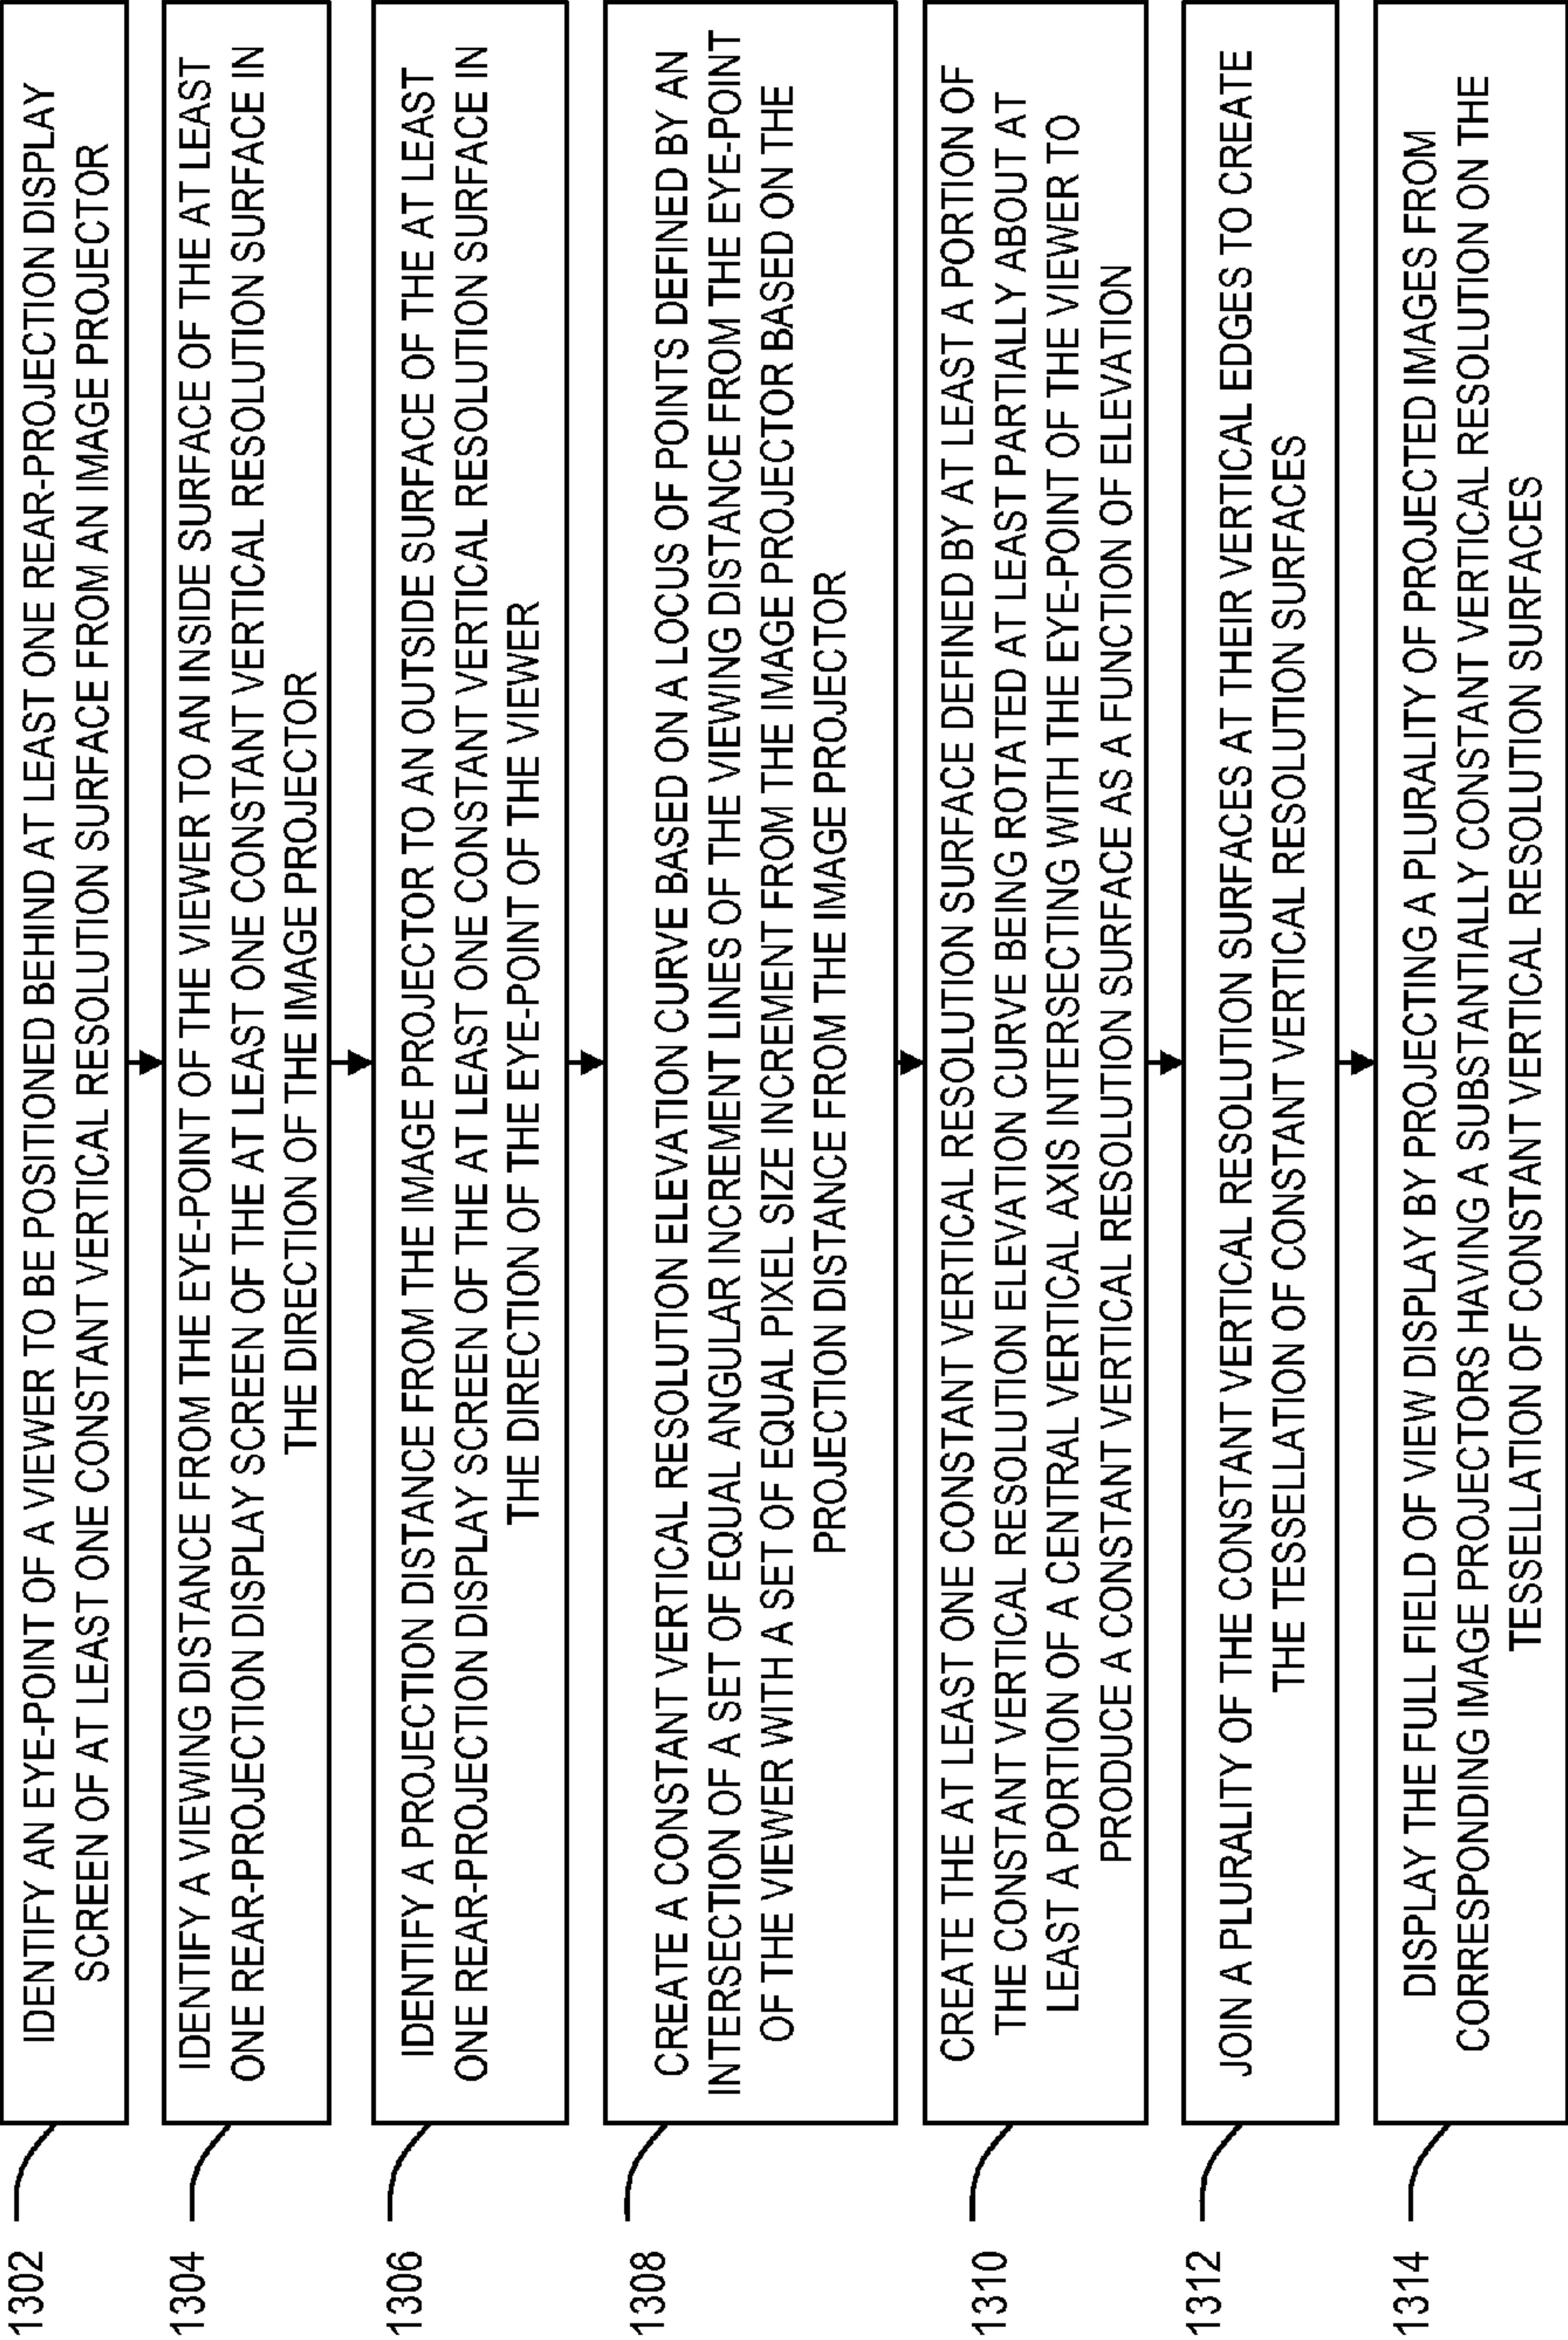 1302
IDENTIFY AN EYE-POINT OF A VIEWER TO BE POSITIONED BEHIND AT LEAST ONE REAR-PROJECTION DISPLAY
SCREEN OF AT LEAST ONE CONSTANT VERTICAL RESOLUTION SURFACE FROM AN IMAGE PROJECTOR
1304
IDENTIFY A VIEWING DISTANCE FROM THE EYE-POINT OF THE VIEWER TO AN INSIDE SURFACE OF THE AT LEAST
ONE REAR-PROJECTION DISPLAY SCREEN OF THE AT LEAST ONE CONSTANT VERTICAL RESOLUTION SURFACE IN
THE DIRECTION OF THE IMAGE PROJECTOR
1306
IDENTIFY A PROJECTION DISTANCE FROM THE IMAGE PROJECTOR TO AN OUTSIDE SURFACE OF THE AT LEAST
ONE REAR-PROJECTION DISPLAY SCREEN OF THE AT LEAST ONE CONSTANT VERTICAL RESOLUTION SURFACE IN
THE DIRECTION OF THE EYE-POINT OF THE VIEWER
1308
CREATE A CONSTANT VERTICAL RESOLUTION ELEVATION CURVE BASED ON A LOCUS OF POINTS DEFINED BY AN
INTERSECTION OF A SET OF EQUAL ANGULAR INCREMENT LINES OF THE VIEWING DISTANCE FROM THE EYE-POINT
OF THE VIEWER WITH A SET OF EQUAL PIXEL SIZE INCREMENT FROM THE IMAGE PROJECTOR BASED ON THE
PROJECTION DISTANCE FROM THE IMAGE PROJECTOR
1310
CREATE THE AT LEAST ONE CONSTANT VERTICAL RESOLUTION SURFACE DEFINED BY AT LEAST A PORTION OF
THE CONSTANT VERTICAL RESOLUTION ELEVATION CURVE BEING ROTATED AT LEAST PARTIALLY ABOUT AT
LEAST A PORTION OF A CENTRAL VERTICAL AXIS INTERSECTING WITH THE EYE-POINT OF THE VIEWER TO
PRODUCE A CONSTANT VERTICAL RESOLUTION SURFACE AS A FUNCTION OF ELEVATION
1312
JOIN A PLURALITY OF THE CONSTANT VERTICAL RESOLUTION SURFACES AT THEIR VERTICAL EDGES TO CREATE
THE TESSELLATION OF CONSTANT VERTICAL RESOLUTION SURFACES
1314
DISPLAY THE FULL FIELD OF VIEW DISPLAY BY PROJECTING A PLURALITY OF PROJECTED IMAGES FROM
CORRESPONDING IMAGE PROJECTORS HAVING A SUBSTANTIALLY CONSTANT VERTICAL RESOLUTION ON THE
TESSELLATION OF CONSTANT VERTICAL RESOLUTION SURFACES